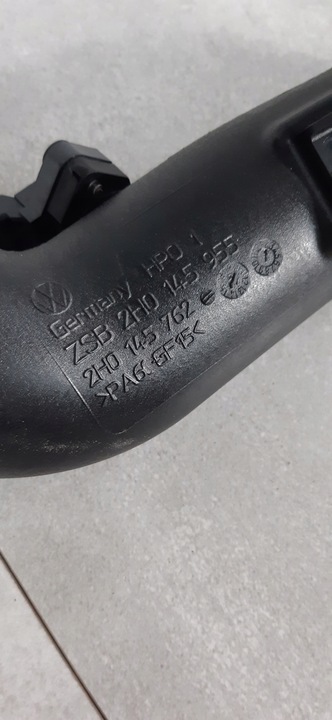 Germany HPO 1
ZSB 2H0 145 955
2H0 145 762
>PA6 GF15<